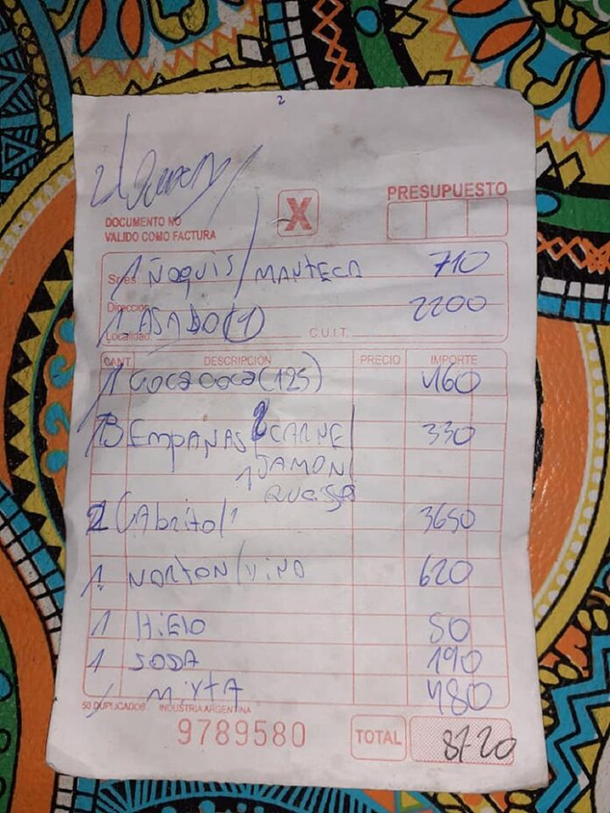 2
DOCUMENTO NO
VALIDO COMO FACTURA
X
PRESUPUESTO
Sres 1 Ñoquis / MANTECA 710
Dirección 2200
Localidad 1 ASADO (1) C.U.I.T.
CANT. DESCRIPCIÓN PRECIO IMPORTE
1 Coca coca (125) 460
3 EMPANAS 2 CARNE 330
1 JAMON
QUESO
Cabrito / 1 3650
1 NORTON / vino 620
1 HiElo 80
1 SODA 190
/ MiXTA 480
50 DUPLICADOS INDUSTRIA ARGENTINA
9789580 TOTAL 8720